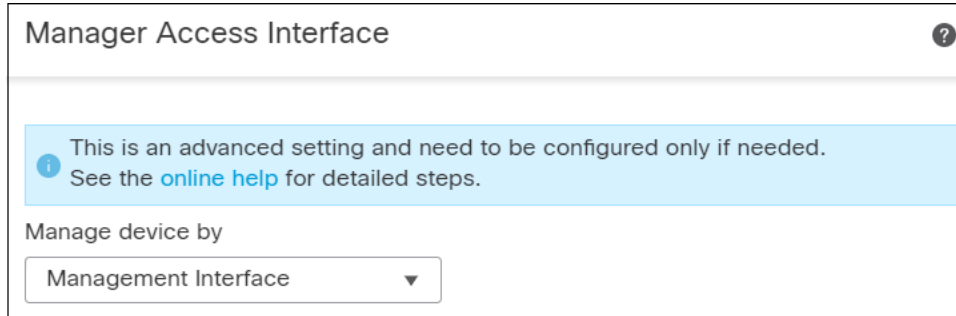 Manager Access Interface
This is an advanced setting and need to be configured only if needed.
See the online help for detailed steps.
Manage device by
Management Interface